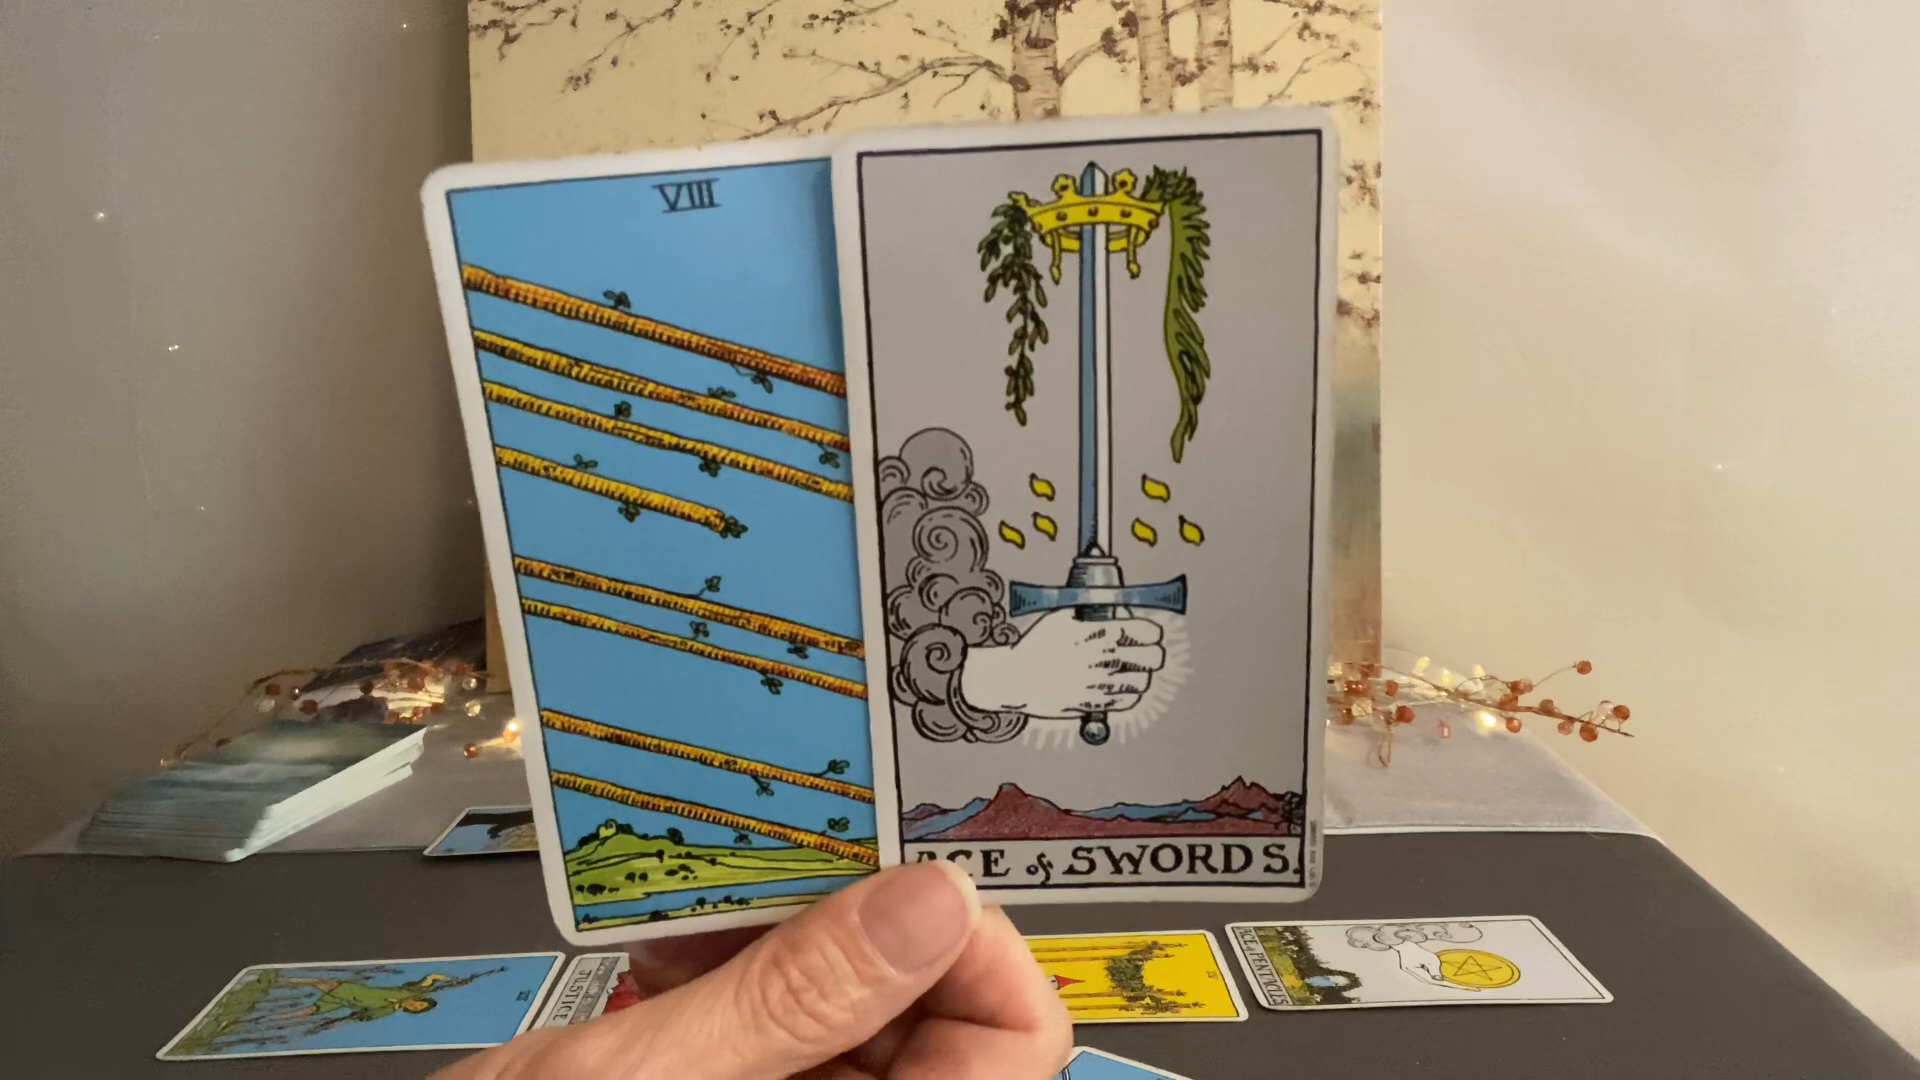 VIII
ACE of SWORDS.
JUSTICE
ACE of PENTACLES